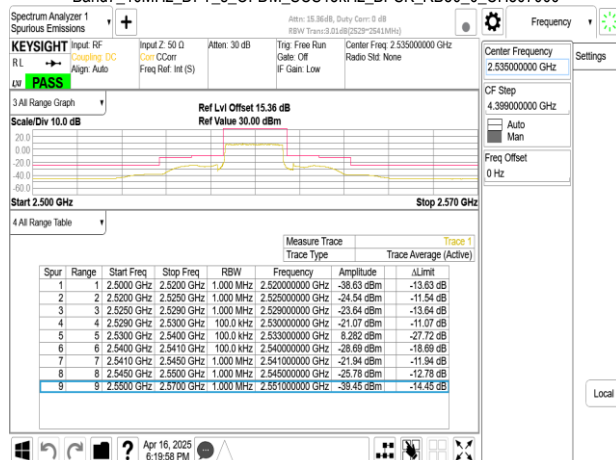 Spectrum Analyzer 1
Spurious Emissions
Attn: 15.36dB, Duty Corr: 0 dB
RBW Tranc3.01dB(2529~2541MHz)
Frequency
Settings
KEYSIGHT
RL
PASS
Input: RF
Coupling: DC
Align: Auto
Input Z: 50 Ω
Corr CCorr
Freq Ref: Int (S)
Atten: 30 dB
Trig: Free Run
Gate: Off
IF Gain: Low
Center Freq: 2.535000000 GHz
Radio Std: None
Center Frequency
2.535000000 GHz
CF Step
4.399000000 GHz
Auto
Man
Freq Offset
0 Hz
Local
3 All Range Graph
Scale/Div 10.0 dB
Ref Lvl Offset 15.36 dB
Ref Value 30.00 dBm
20.0
0.00
-20.0
-40.0
-60.0
Start 2.500 GHz
Stop 2.570 GHz
4 All Range Table
Measure Trace Trace 1
Trace Type Trace Average (Active)
Spur Range Start Freq Stop Freq RBW Frequency Amplitude ΔLimit
1 1 2.5000 GHz 2.5200 GHz 1.000 MHz 2.520000000 GHz -38.63 dBm -13.63 dB
2 2 2.5200 GHz 2.5250 GHz 1.000 MHz 2.525000000 GHz -24.54 dBm -11.54 dB
3 3 2.5250 GHz 2.5290 GHz 1.000 MHz 2.529000000 GHz -23.64 dBm -13.64 dB
4 4 2.5290 GHz 2.5300 GHz 100.0 kHz 2.530000000 GHz -21.07 dBm -11.07 dB
5 5 2.5300 GHz 2.5400 GHz 100.0 kHz 2.533000000 GHz 8.282 dBm -27.72 dB
6 6 2.5400 GHz 2.5410 GHz 100.0 kHz 2.540000000 GHz -28.69 dBm -18.69 dB
7 7 2.5410 GHz 2.5450 GHz 1.000 MHz 2.541000000 GHz -21.94 dBm -11.94 dB
8 8 2.5450 GHz 2.5500 GHz 1.000 MHz 2.545000000 GHz -25.78 dBm -12.78 dB
9 9 2.5500 GHz 2.5700 GHz 1.000 MHz 2.551000000 GHz -39.45 dBm -14.45 dB
Apr 16, 2025
6:19:58 PM